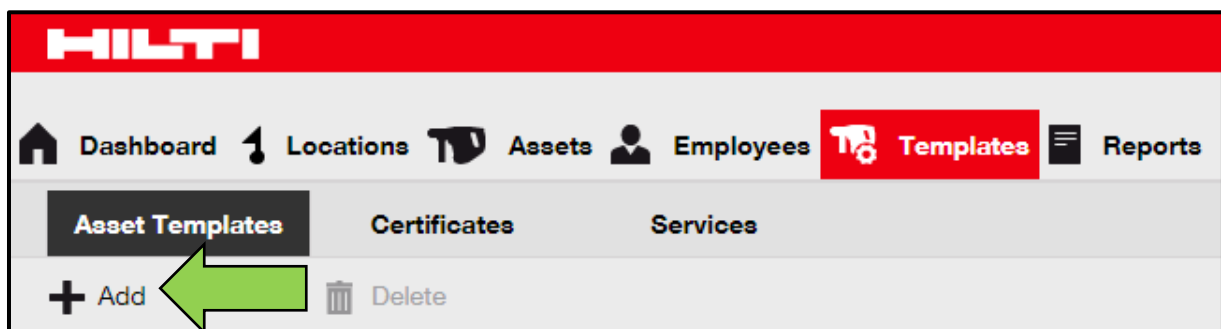 HILTI
Dashboard Locations Assets Employees Templates Reports
Asset Templates Certificates Services
Add Delete